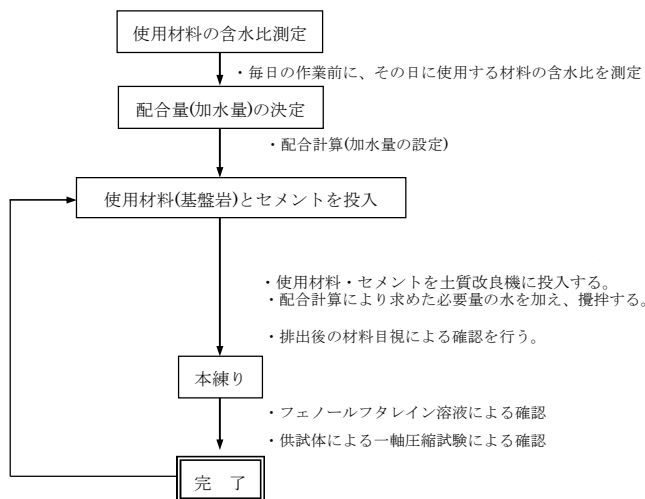 使用材料の含水比測定
・毎日の作業前に、その日に使用する材料の含水比を測定
配合量(加水量)の決定
・配合計算(加水量の設定)
使用材料(基盤岩)とセメントを投入
・使用材料・セメントを土質改良機に投入する。
・配合計算により求めた必要量の水を加え、攪拌する。
・排出後の材料目視による確認を行う。
本練り
・フェノールフタレイン溶液による確認
・供試体による一軸圧縮試験による確認
完　了